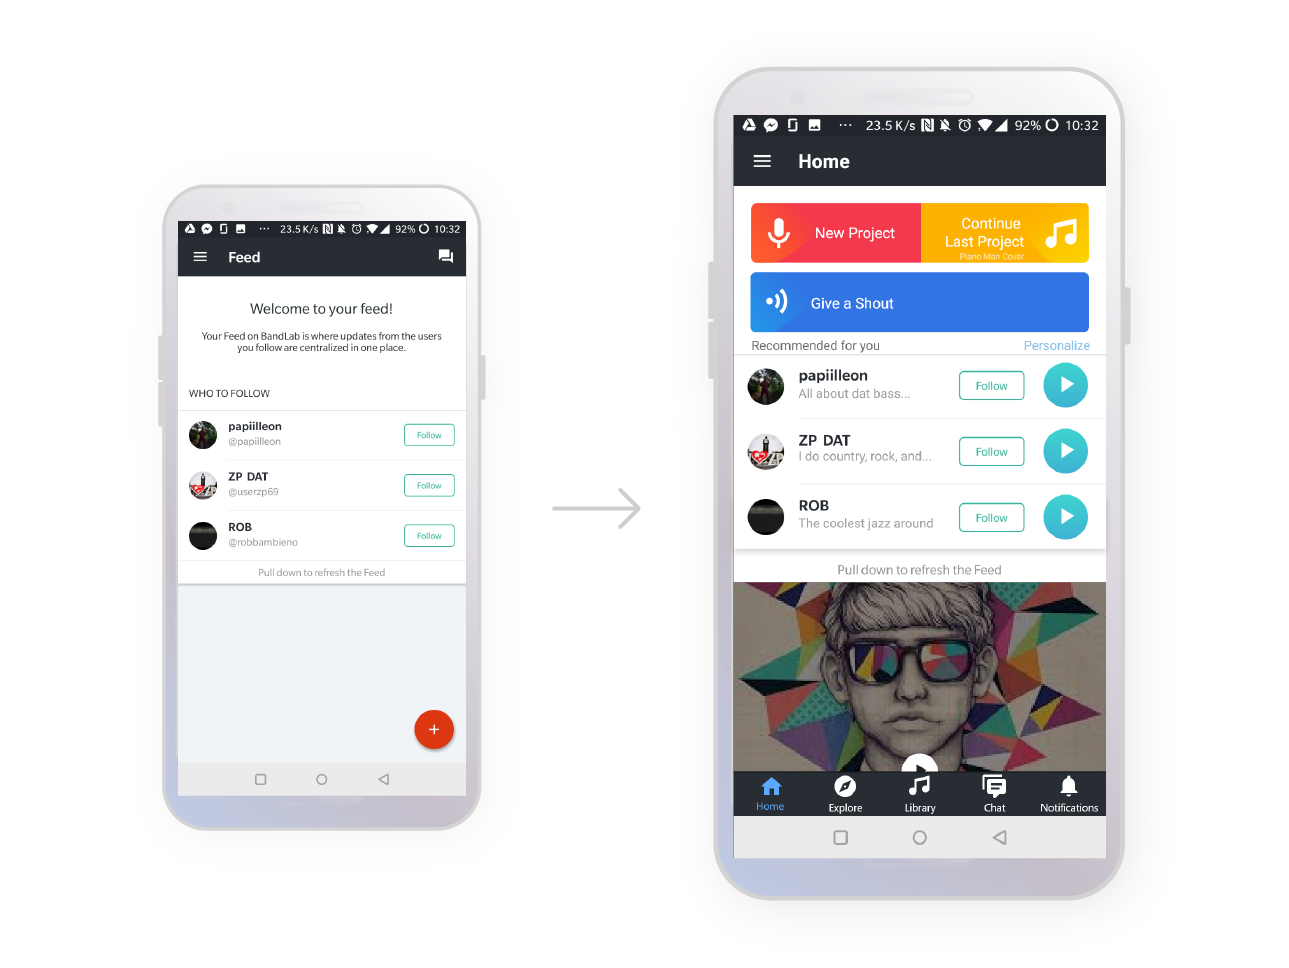 23.5 K/s 92% 10:32
Feed
Welcome to your feed!
Your Feed on BandLab is where updates from the users
you follow are centralized in one place.
WHO TO FOLLOW
papiilleon
@papiilleon
Follow
ZP DAT
@userzp69
Follow
ROB
@robbambieno
Follow
Pull down to refresh the Feed
23.5 K/s 92% 10:32
Home
New Project
Continue
Last Project
Piano Man Cover
Give a Shout
Recommended for you Personalize
papiilleon
All about dat bass...
Follow
ZP DAT
I do country, rock, and...
Follow
ROB
The coolest jazz around
Follow
Pull down to refresh the Feed
Home Explore Library Chat Notifications